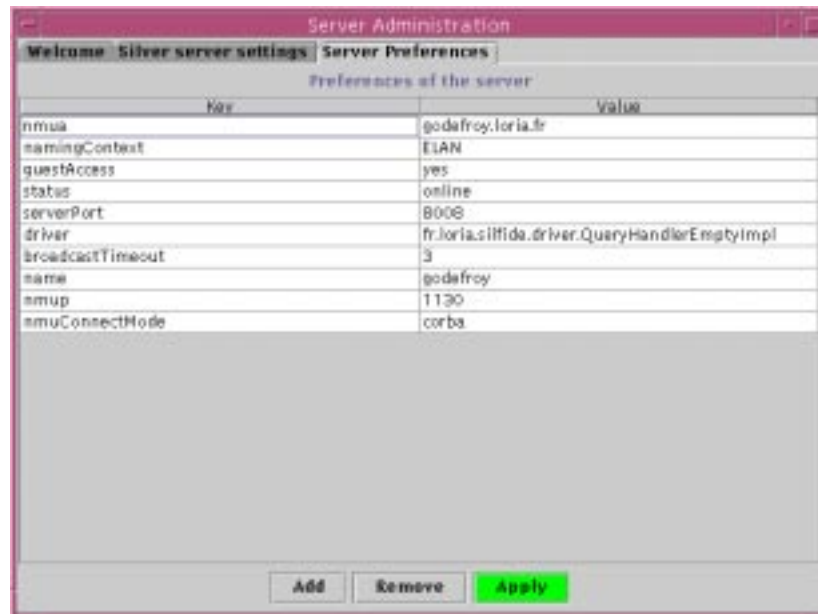 Server Administration
Welcome Silver server settings Server Preferences
Preferences of the server
Key Value
nmua godefroy.loria.fr
namingContext ELAN
guestAccess yes
status online
serverPort 8008
driver fr.loria.silfide.driver.QueryHandlerEmptyImpl
broadcastTimeout 3
name godefroy
nmup 1130
nmuConnectMode corba
Add Remove Apply